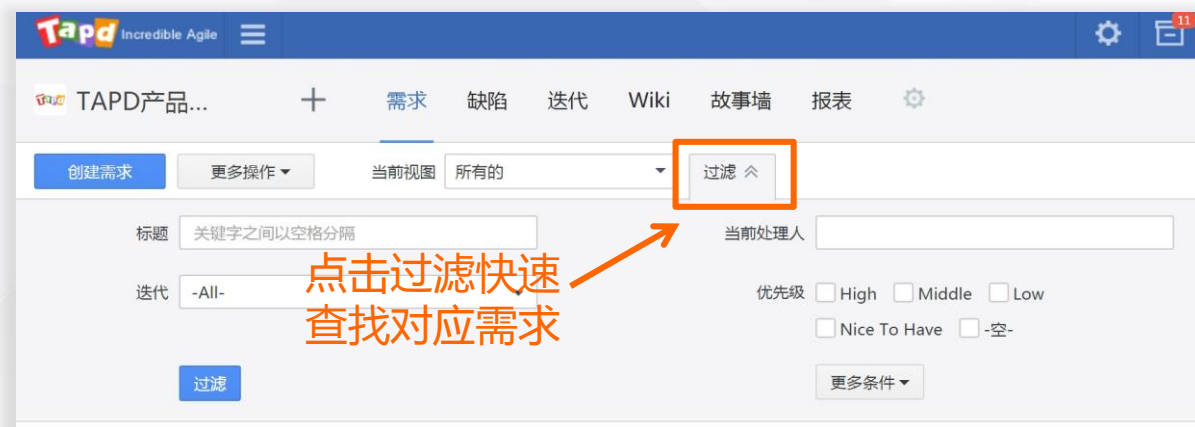 Tapd Incredible Agile 11
TAPD产品... 需求 缺陷 迭代 Wiki 故事墙 报表
创建需求 更多操作 当前视图 所有的 过滤
标题 关键字之间以空格分隔 当前处理人
点击过滤快速
迭代 -All- 优先级 High Middle Low
查找对应需求
Nice To Have -空-
过滤 更多条件